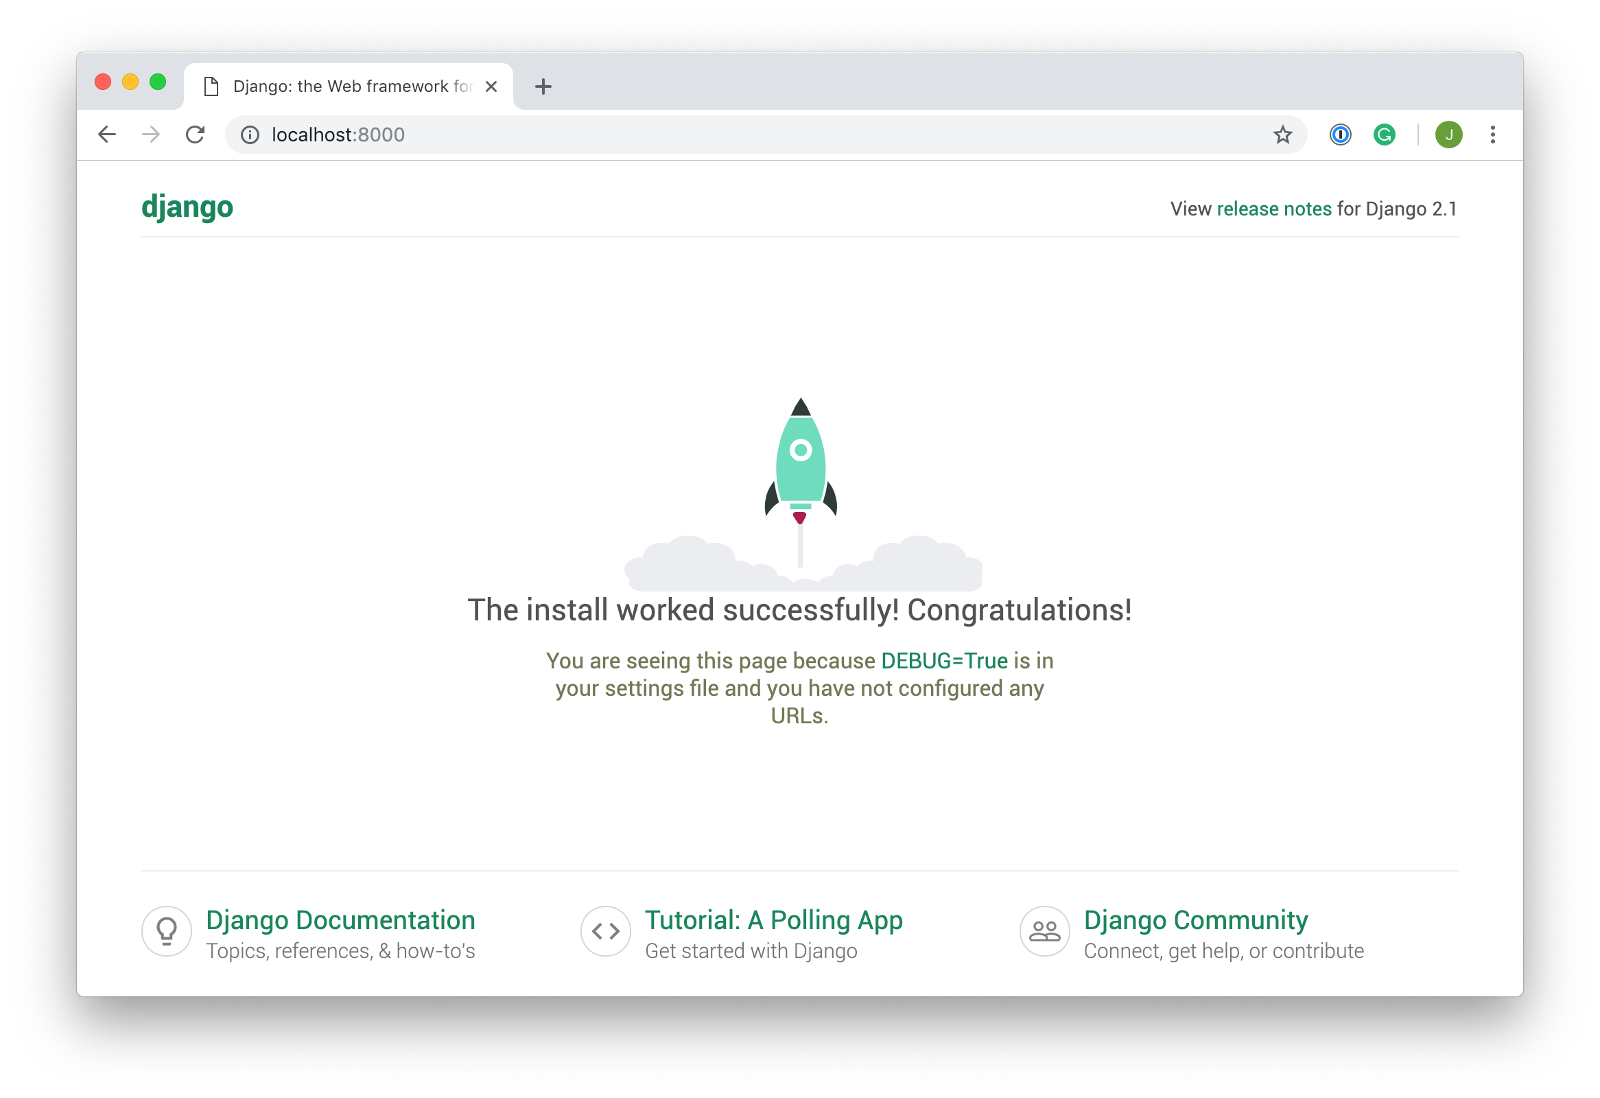 Django: the Web framework for
localhost:8000
J
django
View release notes for Django 2.1
The install worked successfully! Congratulations!
You are seeing this page because DEBUG=True is in
your settings file and you have not configured any
URLs.
Django Documentation
Topics, references, & how-to's
Tutorial: A Polling App
Get started with Django
Django Community
Connect, get help, or contribute